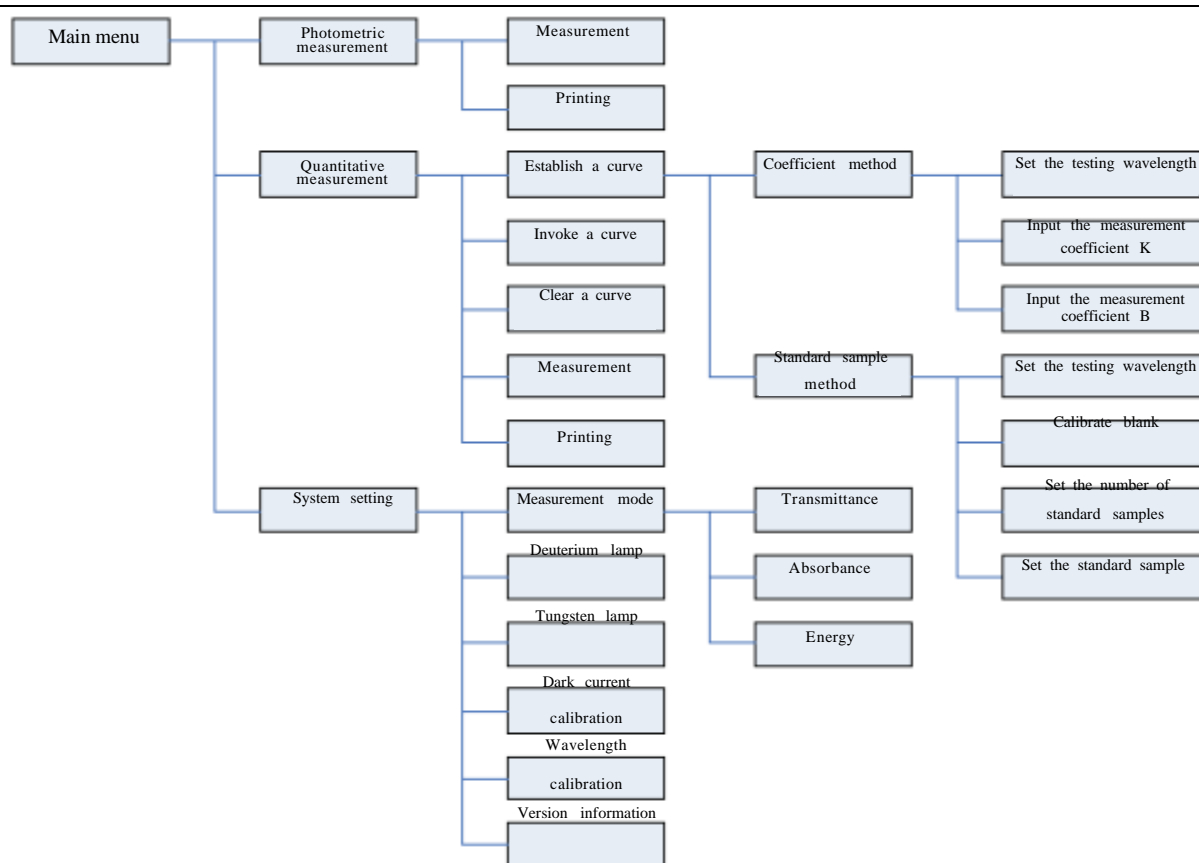 Main menu
Photometric
measurement
Measurement
Printing
Quantitative
measurement
Establish a curve
Coefficient method
Set the testing wavelength
Invoke a curve
Input the measurement
coefficient K
Clear a curve
Input the measurement
coefficient B
Measurement
Standard sample
method
Set the testing wavelength
Printing
Calibrate blank
System setting
Measurement mode
Transmittance
Set the number of
standard samples
Deuterium lamp
Absorbance
Set the standard sample
Tungsten lamp
Energy
Dark current
calibration
Wavelength
calibration
Version information